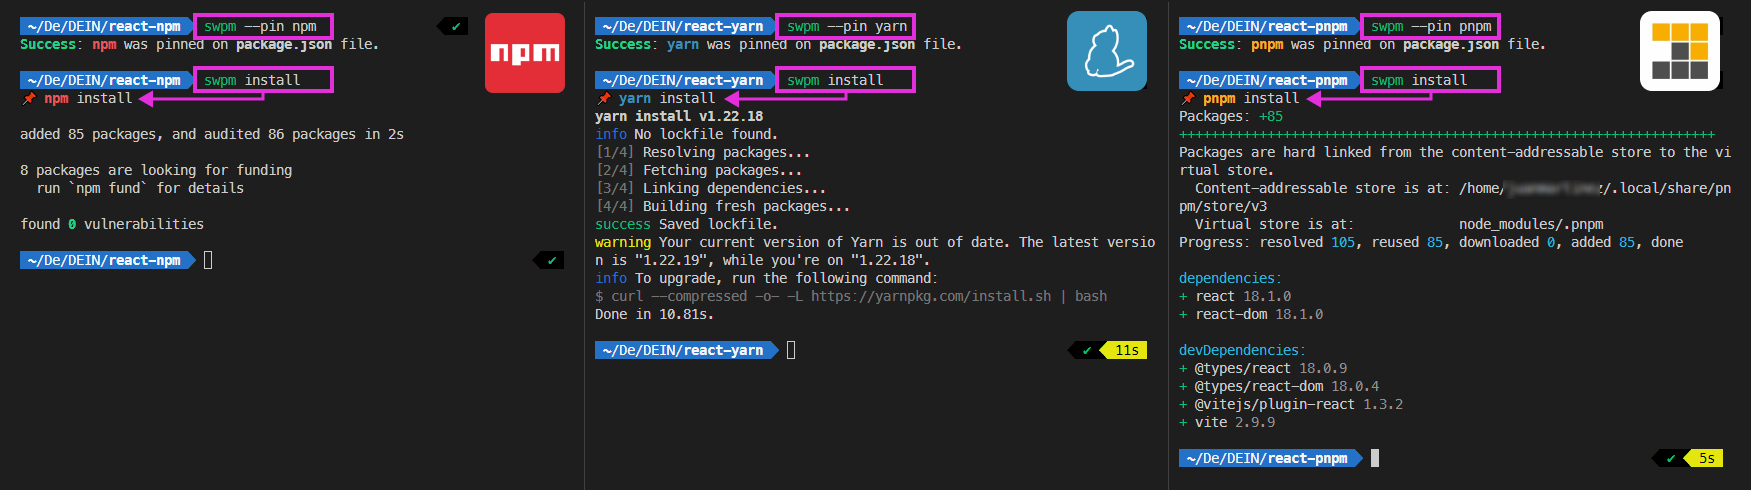 ~/De/DEIN/react-npm swpm --pin npm ✔
Success: npm was pinned on package.json file.
~/De/DEIN/react-npm swpm install
📌 npm install
added 85 packages, and audited 86 packages in 2s
8 packages are looking for funding
run `npm fund` for details
found 0 vulnerabilities
~/De/DEIN/react-npm ✔
npm
~/De/DEIN/react-yarn swpm --pin yarn
Success: yarn was pinned on package.json file.
~/De/DEIN/react-yarn swpm install
📌 yarn install
yarn install v1.22.18
info No lockfile found.
[1/4] Resolving packages...
[2/4] Fetching packages...
[3/4] Linking dependencies...
[4/4] Building fresh packages...
success Saved lockfile.
warning Your current version of Yarn is out of date. The latest versio
n is "1.22.19", while you're on "1.22.18".
info To upgrade, run the following command:
$ curl --compressed -o- -L https://yarnpkg.com/install.sh | bash
Done in 10.81s.
~/De/DEIN/react-yarn ✔ 11s
~/De/DEIN/react-pnpm swpm --pin pnpm
Success: pnpm was pinned on package.json file.
~/De/DEIN/react-pnpm swpm install
📌 pnpm install
Packages: +85
+++++++++++++++++++++++++++++++++++++++++++++++++++++++++++++++++++
Packages are hard linked from the content-addressable store to the vi
rtual store.
Content-addressable store is at: /home/ /.local/share/pn
pm/store/v3
Virtual store is at: node_modules/.pnpm
Progress: resolved 105, reused 85, downloaded 0, added 85, done
dependencies:
+ react 18.1.0
+ react-dom 18.1.0
devDependencies:
+ @types/react 18.0.9
+ @types/react-dom 18.0.4
+ @vitejs/plugin-react 1.3.2
+ vite 2.9.9
~/De/DEIN/react-pnpm ✔ 5s